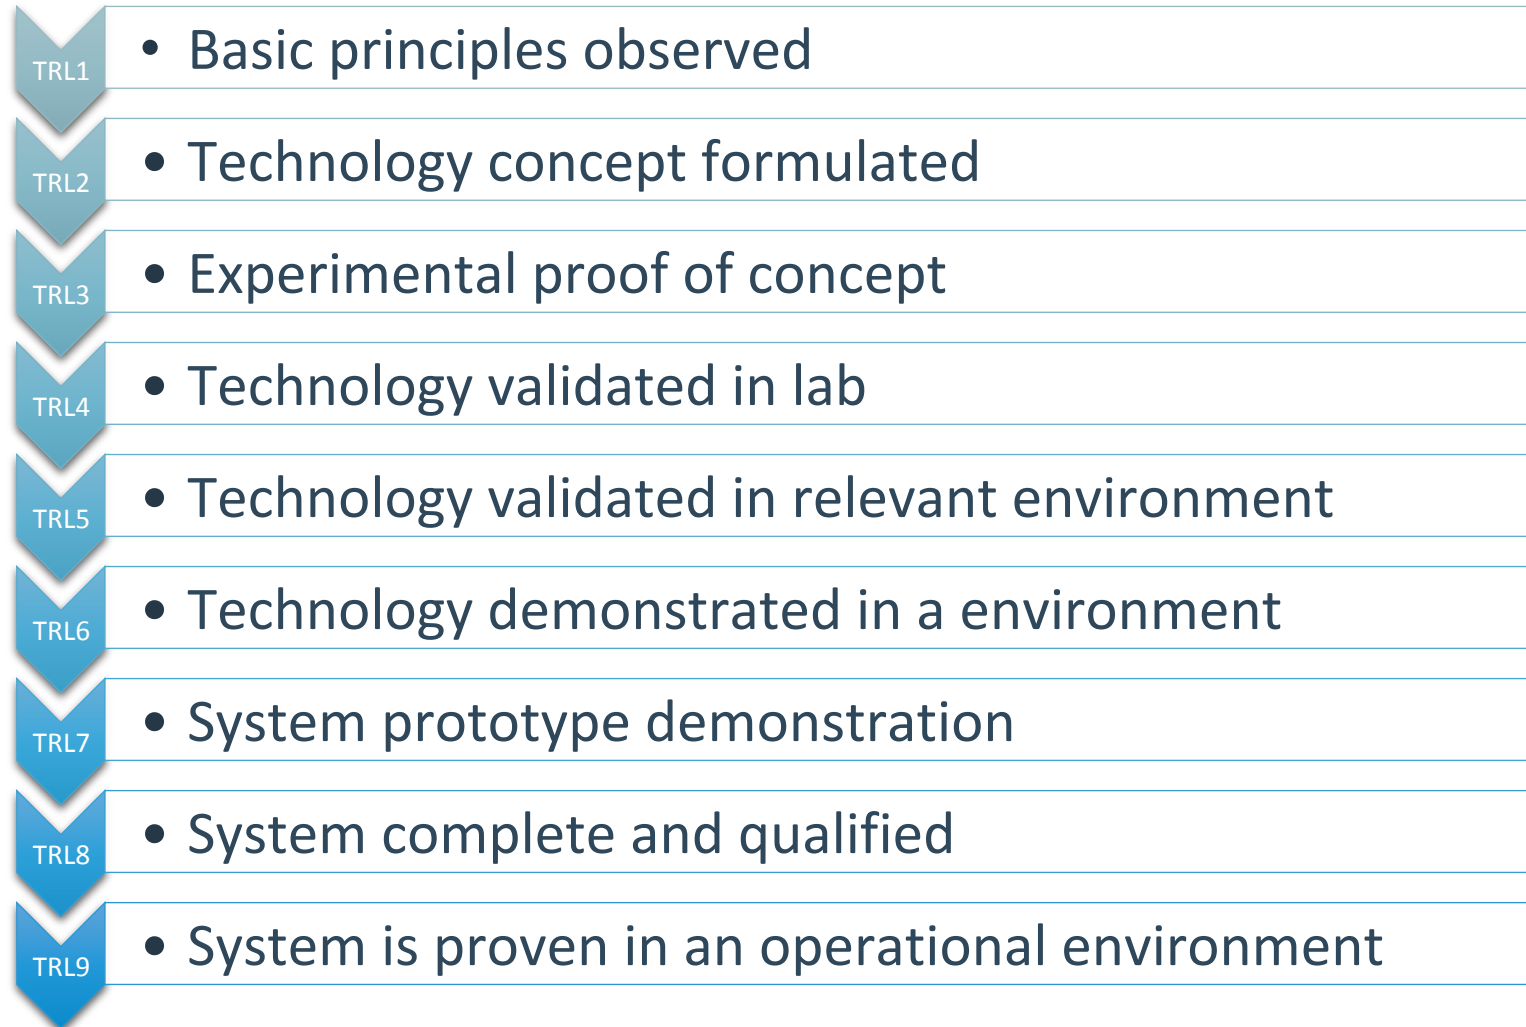 TRL1 • Basic principles observed
TRL2 • Technology concept formulated
TRL3 • Experimental proof of concept
TRL4 • Technology validated in lab
TRL5 • Technology validated in relevant environment
TRL6 • Technology demonstrated in a environment
TRL7 • System prototype demonstration
TRL8 • System complete and qualified
TRL9 • System is proven in an operational environment